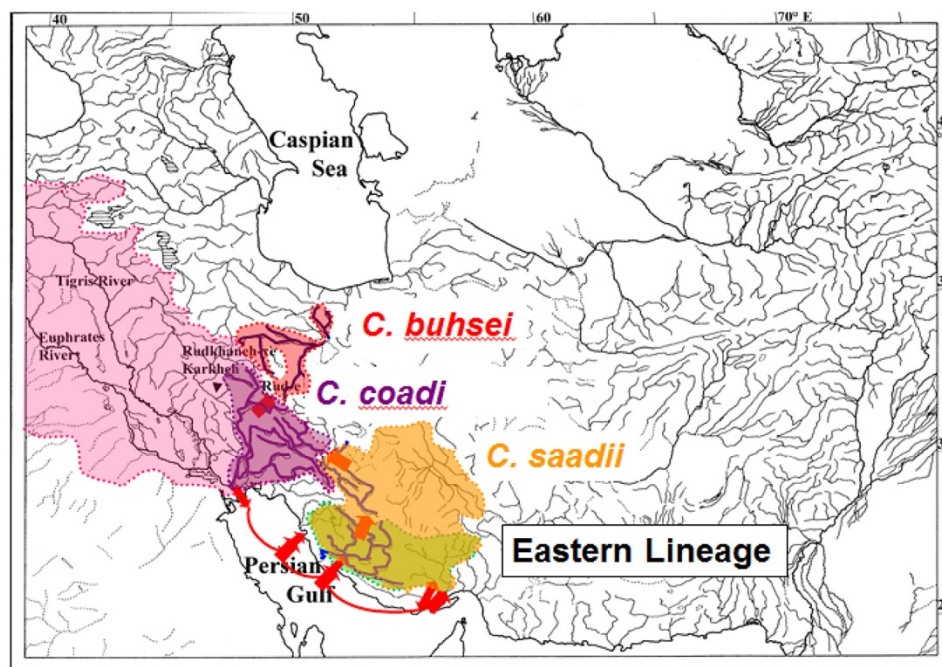 40 50 60 70° E
Caspian
Sea
Tigris River
Euphrates
River
Rudkhaneh-ye
Karkheh
Rud-e
C. buhsei
C. coadi
C. saadii
Eastern Lineage
Persian
Gulf